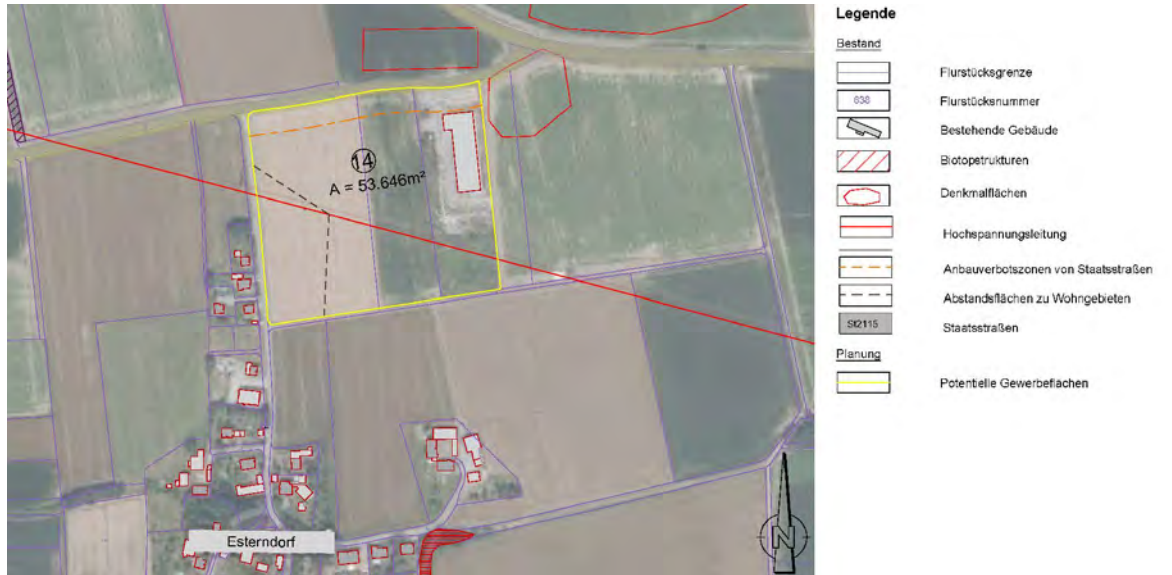 14
A = 53.646m²
Esterndorf
N
Legende
Bestand
Flurstücksgrenze
638 Flurstücksnummer
Bestehende Gebäude
Biotopstrukturen
Denkmalflächen
Hochspannungsleitung
Anbauverbotszonen von Staatsstraßen
Abstandsflächen zu Wohngebieten
St2115 Staatsstraßen
Planung
Potentielle Gewerbeflächen